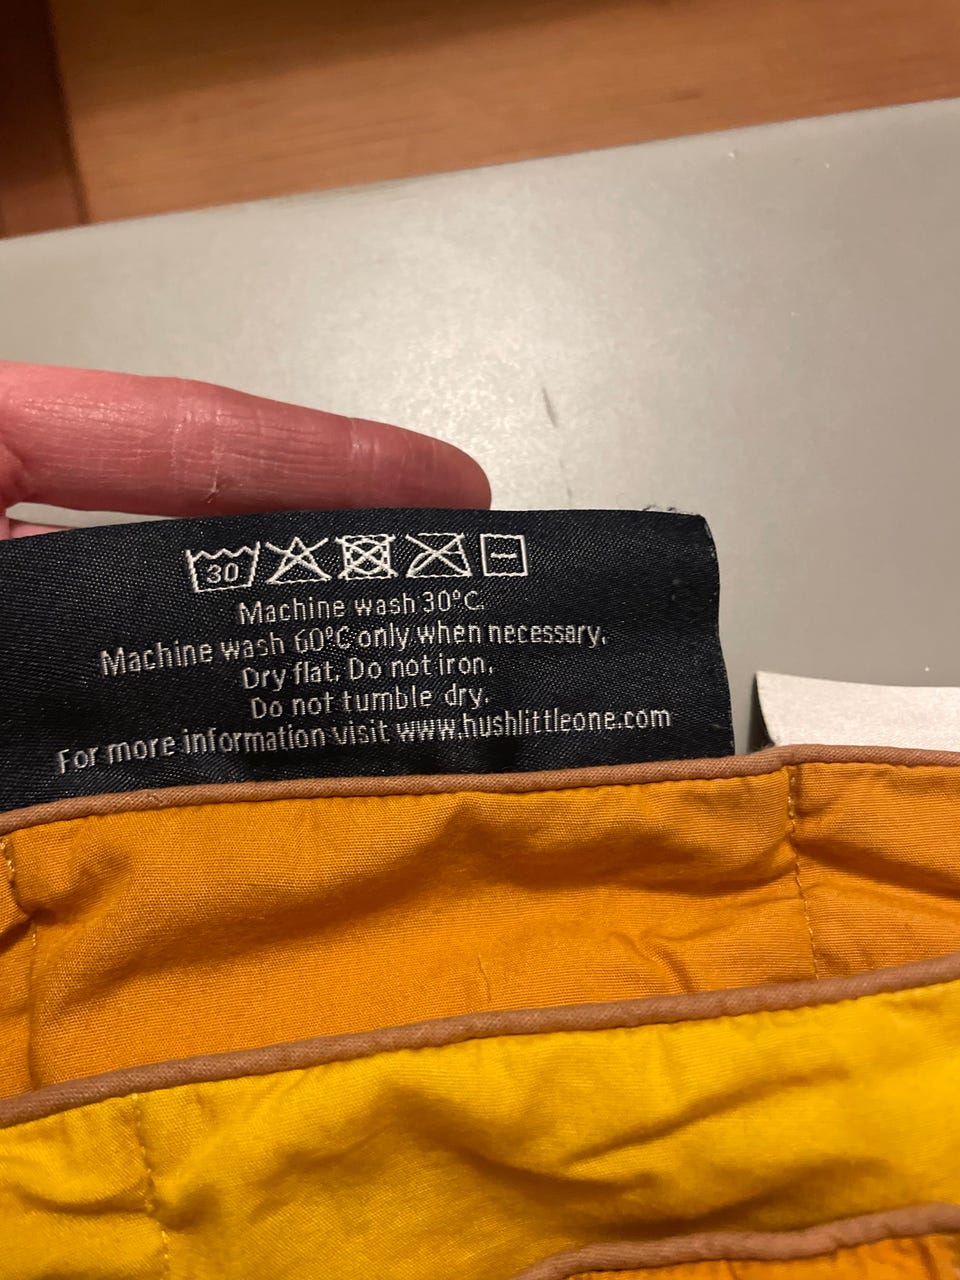 30
Machine wash 30°C.
Machine wash 60°C only when necessary.
Dry flat. Do not iron.
Do not tumble dry.
For more information visit www.hushlittleone.com